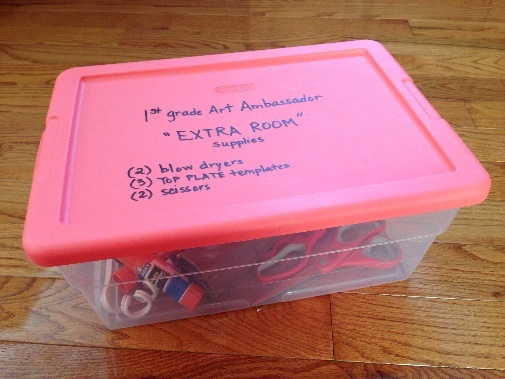 1st grade Art Ambassador
"EXTRA ROOM"
supplies
(2) blow dryers
(3) TOP PLATE templates
(2) scissors